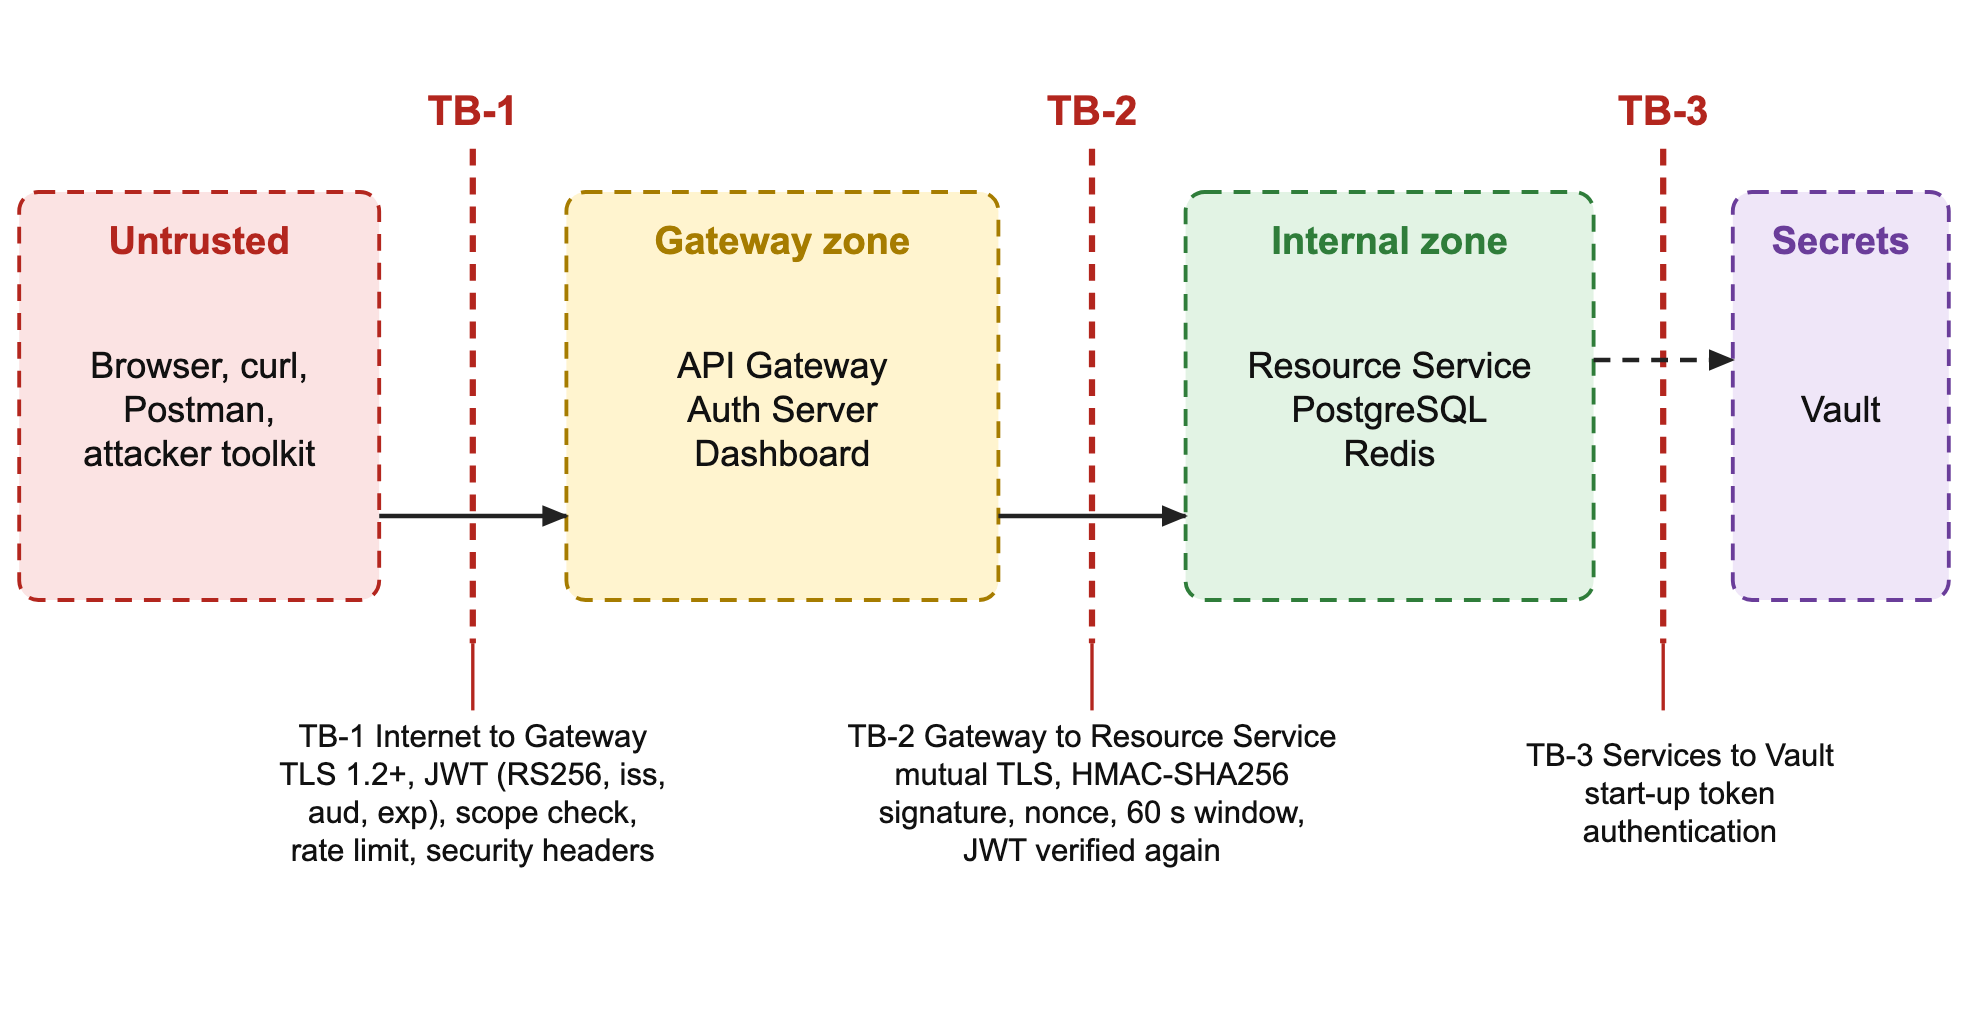 TB-1
TB-2
TB-3
Untrusted
Browser, curl,
Postman,
attacker toolkit
Gateway zone
API Gateway
Auth Server
Dashboard
Internal zone
Resource Service
PostgreSQL
Redis
Secrets
Vault
TB-1 Internet to Gateway
TLS 1.2+, JWT (RS256, iss,
aud, exp), scope check,
rate limit, security headers
TB-2 Gateway to Resource Service
mutual TLS, HMAC-SHA256
signature, nonce, 60 s window,
JWT verified again
TB-3 Services to Vault
start-up token
authentication